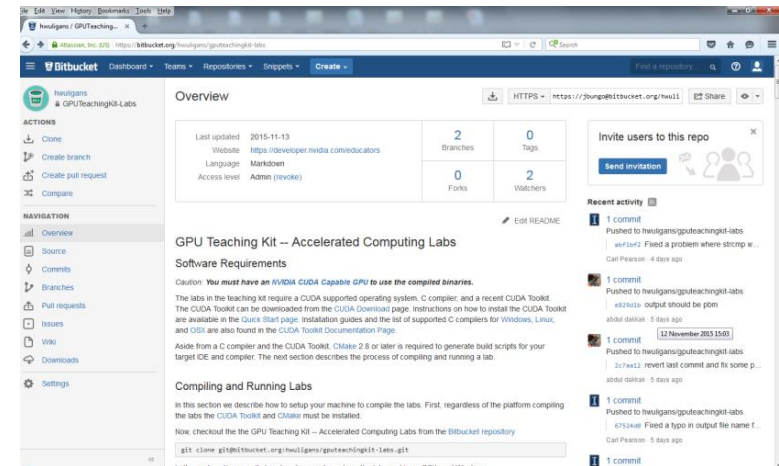 File Edit View History Bookmarks Tools Help
hwuligans / GPUTeaching...
Atlassian, Inc. (US) https://bitbucket.org/hwuligans/gputeachingkit-labs
Search
Bitbucket Dashboard Teams Repositories Snippets Create
Find a repository...
hwuligans
GPUTeachingKit-Labs
ACTIONS
Clone
Create branch
Create pull request
Compare
NAVIGATION
Overview
Source
Commits
Branches
Pull requests
Issues
Wiki
Downloads
Settings
Overview
HTTPS https://jbungo@bitbucket.org/hwuli
Share
Last updated 2015-11-13
Website https://developer.nvidia.com/educators
Language Markdown
Access level Admin (revoke)
2
Branches
0
Tags
0
Forks
2
Watchers
Edit README
GPU Teaching Kit -- Accelerated Computing Labs
Software Requirements
Caution: You must have an NVIDIA CUDA Capable GPU to use the compiled binaries.
The labs in the teaching kit require a CUDA supported operating system, C compiler, and a recent CUDA Toolkit.
The CUDA Toolkit can be downloaded from the CUDA Download page. Instructions on how to install the CUDA Toolkit
are available in the Quick Start page. Installation guides and the list of supported C compilers for Windows, Linux,
and OSX are also found in the CUDA Toolkit Documentation Page.
Aside from a C compiler and the CUDA Toolkit, CMake 2.8 or later is required to generate build scripts for your
target IDE and compiler. The next section describes the process of compiling and running a lab.
Compiling and Running Labs
In this section we describe how to setup your machine to compile the labs. First, regardless of the platform compiling
the labs the CUDA Toolkit and CMake must be installed.
Now, checkout the the GPU Teaching Kit -- Accelerated Computing Labs from the Bitbucket repository
git clone git@bitbucket.org:hwuligans/gputeachingkit-labs.git
Invite users to this repo
Send invitation
Recent activity
1 commit
Pushed to hwuligans/gputeachingkit-labs
Fixed a problem where strcmp w...
Carl Pearson · 4 days ago
1 commit
Pushed to hwuligans/gputeachingkit-labs
output should be pbm
abdul dakkak · 5 days ago
12 November 2015 15:03
1 commit
Pushed to hwuligans/gputeachingkit-labs
revert last commit and fix some p...
abdul dakkak · 5 days ago
1 commit
Pushed to hwuligans/gputeachingkit-labs
Fixed a typo in output file name f...
Carl Pearson · 5 days ago
1 commit